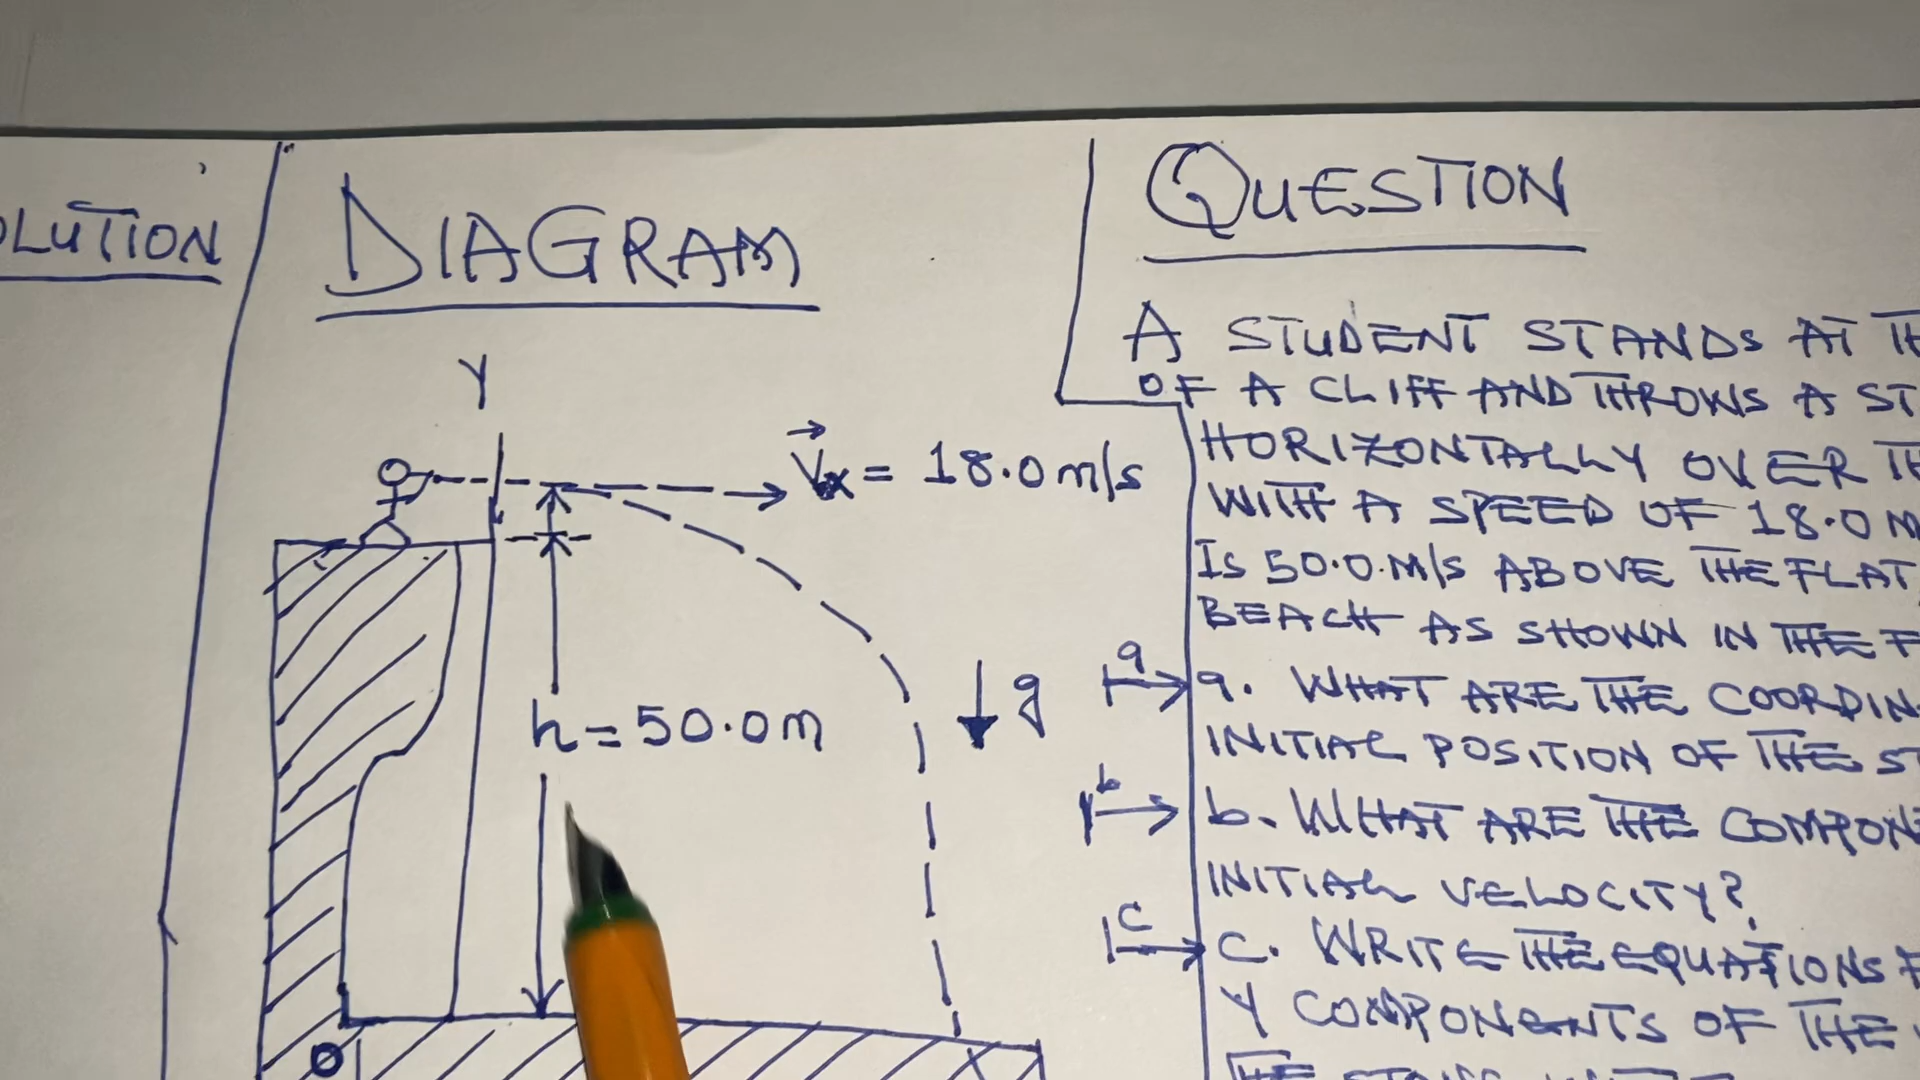 OLUTION
DIAGRAM
Y
Vx = 18.0 m/s
h = 50.0m
g
O
QUESTION
A STUDENT STANDS AT
OF A CLIFF AND THROWS A
HORIZONTALLY OVER
WITH A SPEED OF 18.0
IS 50.0.M/S ABOVE THE FLAT
BEACH AS SHOWN IN THE
a
a. WHAT ARE THE
INITIAL POSITION OF THE
b
b. WHAT ARE THE
INITIAL VELOCITY?
C
C. WRITE THE EQUATIONS
Y COMPONENTS OF THE